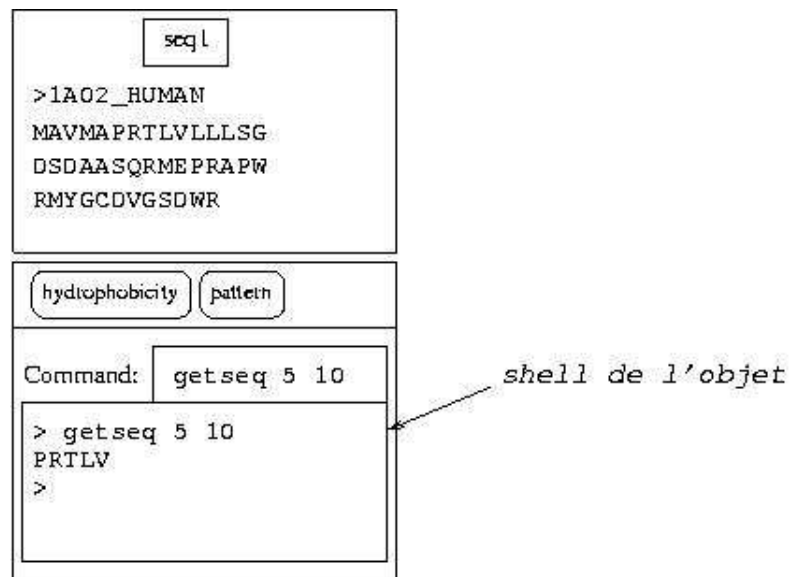 seq1
>1A02_HUMAN
MAVMAPRTLVLLLSG
DSDAASQRMEPRAPW
RMYGCDVGSDWR
hydrophobicity pattern
Command: getseq 5 10
shell de l'objet
> getseq 5 10
PRTLV
>